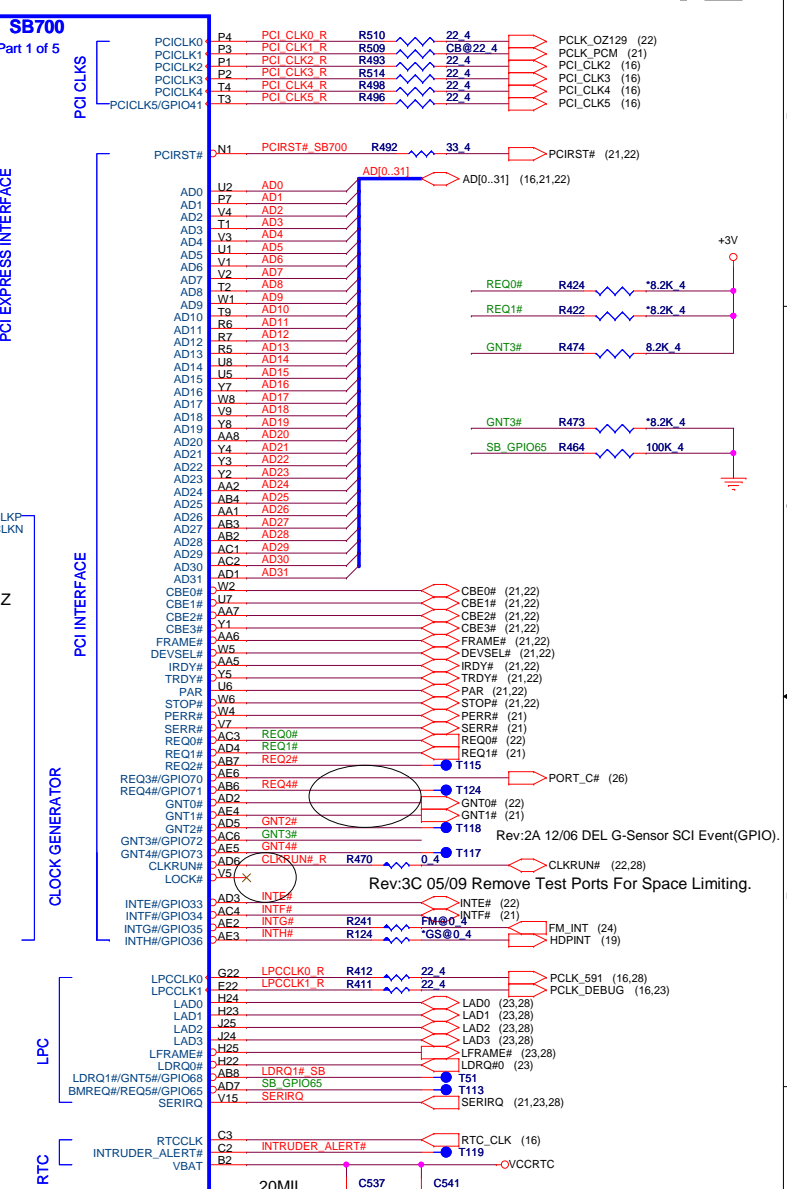 SB700
Part 1 of 5
PCI CLKS
PCICLK0 P4 PCI_CLK0_R R510 22_4 PCLK_OZ129 (22)
PCICLK1 P3 PCI_CLK1_R R509 CB@22_4 PCLK_PCM (21)
PCICLK2 P1 PCI_CLK2_R R493 22_4 PCI_CLK2 (16)
PCICLK3 P2 PCI_CLK3_R R514 22_4 PCI_CLK3 (16)
PCICLK4 T4 PCI_CLK4_R R498 22_4 PCI_CLK4 (16)
PCICLK5/GPIO41 T3 PCI_CLK5_R R496 22_4 PCI_CLK5 (16)
PCIRST# N1 PCIRST#_SB700 R492 33_4 PCIRST# (21,22)
PCI EXPRESS INTERFACE
AD[0..31] AD[0..31] (16,21,22)
AD0 U2 AD0
AD1 P7 AD1
AD2 V4 AD2
AD3 T1 AD3
AD4 V3 AD4
AD5 U1 AD5
AD6 V1 AD6
AD7 V2 AD7
AD8 T2 AD8
AD9 W1 AD9
AD10 T9 AD10
AD11 R6 AD11
AD12 R7 AD12
AD13 R5 AD13
AD14 U8 AD14
AD15 U5 AD15
AD16 Y7 AD16
AD17 W8 AD17
AD18 V9 AD18
AD19 Y8 AD19
AD20 AA8 AD20
AD21 Y4 AD21
AD22 Y3 AD22
AD23 Y2 AD23
AD24 AA2 AD24
AD25 AB4 AD25
AD26 AA1 AD26
AD27 AB3 AD27
AD28 AB2 AD28
AD29 AC1 AD29
AD30 AC2 AD30
AD31 AD1 AD31
+3V
REQ0# R424 *8.2K_4
REQ1# R422 *8.2K_4
GNT3# R474 8.2K_4
GNT3# R473 *8.2K_4
SB_GPIO65 R464 100K_4
LKP
LKN
Z
PCI INTERFACE
CBE0# W2 CBE0# (21,22)
CBE1# U7 CBE1# (21,22)
CBE2# AA7 CBE2# (21,22)
CBE3# Y1 CBE3# (21,22)
FRAME# AA6 FRAME# (21,22)
DEVSEL# W5 DEVSEL# (21,22)
IRDY# AA5 IRDY# (21,22)
TRDY# Y5 TRDY# (21,22)
PAR U6 PAR (21,22)
STOP# W6 STOP# (21,22)
PERR# W4 PERR# (21)
SERR# V7 SERR# (21)
REQ0# AC3 REQ0# REQ0# (22)
REQ1# AD4 REQ1# REQ1# (21)
REQ2# AB7 REQ2# T115
REQ3#/GPIO70 AE6 PORT_C# (26)
REQ4#/GPIO71 AB6 REQ4# T124
GNT0# AD2 GNT0# (22)
GNT1# AE4 GNT1# (21)
GNT2# AD5 GNT2# T118
GNT3#/GPIO72 AC6 GNT3#
Rev:2A 12/06 DEL G-Sensor SCI Event(GPIO).
GNT4#/GPIO73 AE5 GNT4# T117
CLKRUN# AD6 CLKRUN#_R R470 0_4 CLKRUN# (22,28)
LOCK# V5
Rev:3C 05/09 Remove Test Ports For Space Limiting.
CLOCK GENERATOR
INTE#/GPIO33 AD3 INTE# INTE# (22)
INTF#/GPIO34 AC4 INTF# INTF# (21)
INTG#/GPIO35 AE2 INTG# R241 FM@0_4 FM_INT (24)
INTH#/GPIO36 AE3 INTH# R124 *GS@0_4 HDPINT (19)
LPC
LPCCLK0 G22 LPCCLK0_R R412 22_4 PCLK_591 (16,28)
LPCCLK1 E22 LPCCLK1_R R411 22_4 PCLK_DEBUG (16,23)
LAD0 H24 LAD0 (23,28)
LAD1 H23 LAD1 (23,28)
LAD2 J25 LAD2 (23,28)
LAD3 J24 LAD3 (23,28)
LFRAME# H25 LFRAME# (23,28)
LDRQ0# H22 LDRQ#0 (23)
LDRQ1#/GNT5#/GPIO68 AB8 LDRQ1#_SB T51
BMREQ#/REQ5#/GPIO65 AD7 SB_GPIO65 T113
SERIRQ V15 SERIRQ SERIRQ (21,23,28)
RTC
RTCCLK C3 RTC_CLK (16)
INTRUDER_ALERT# C2 INTRUDER_ALERT# T119
VBAT B2 VCCRTC
20MIL C537 C541